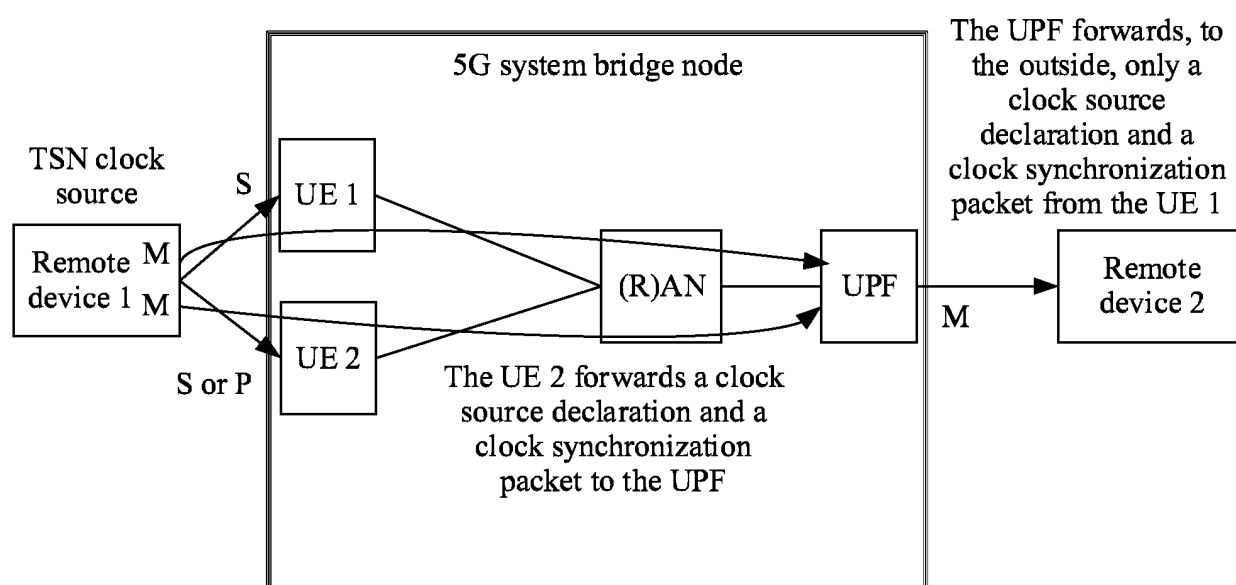 5G system bridge node
The UPF forwards, to
the outside, only a
clock source
declaration and a
clock synchronization
packet from the UE 1
TSN clock
source
S
UE 1
Remote
device 1
M
M
(R)AN
UPF
M
Remote
device 2
UE 2
S or P
The UE 2 forwards a clock
source declaration and a
clock synchronization
packet to the UPF